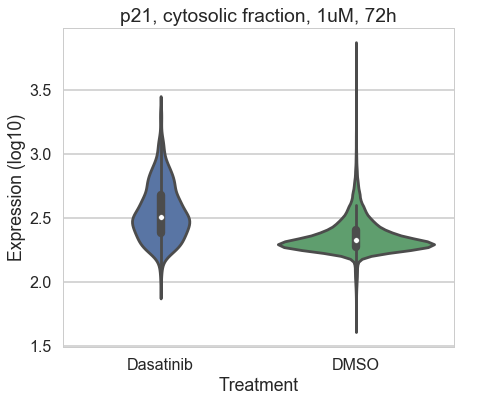 p21, cytosolic fraction, 1uM, 72h
Expression (log10)
3.5
3.0
2.5
2.0
1.5
Dasatinib
DMSO
Treatment